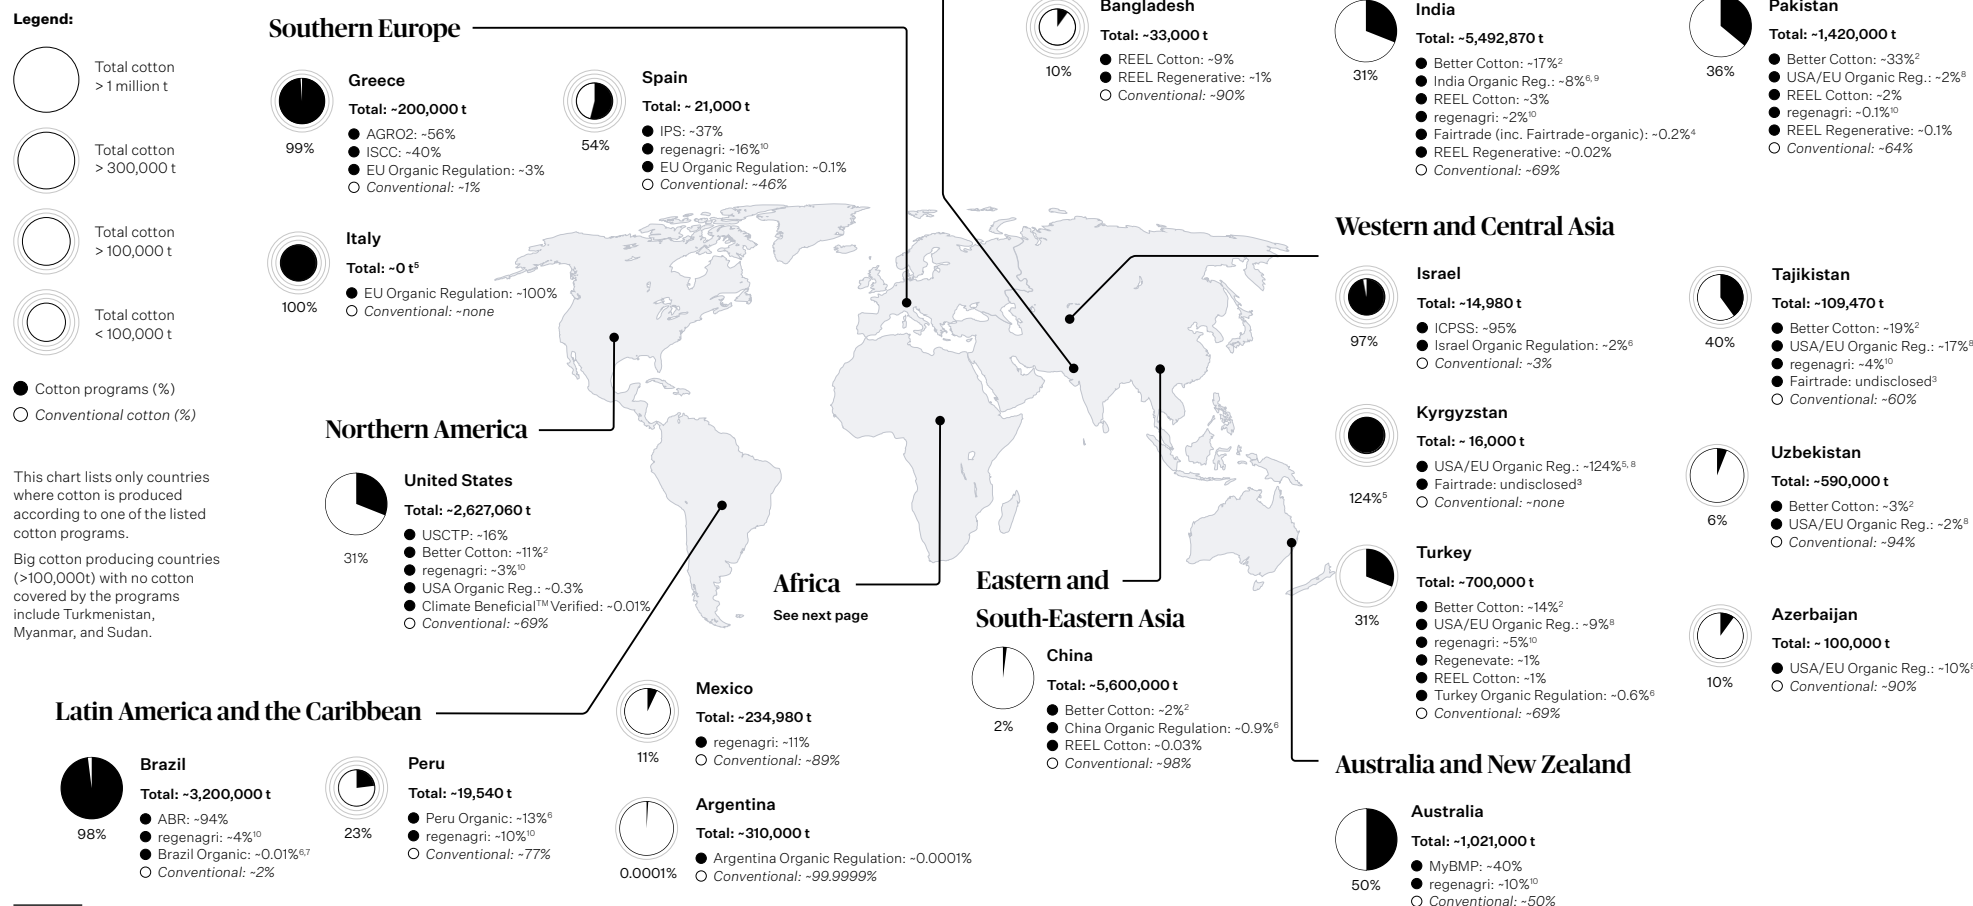 Legend:
Total cotton
> 1 million t
Total cotton
> 300,000 t
Total cotton
> 100,000 t
Total cotton
< 100,000 t
Cotton programs (%)
Conventional cotton (%)
This chart lists only countries
where cotton is produced
according to one of the listed
cotton programs.
Big cotton producing countries
(>100,000t) with no cotton
covered by the programs
include Turkmenistan,
Myanmar, and Sudan.
Southern Europe
Greece
Total: ~200,000 t
AGRO2: ~56%
ISCC: ~40%
EU Organic Regulation: ~3%
Conventional: ~1%
99%
Spain
Total: ~ 21,000 t
IPS: ~37%
regenagri: ~16%¹⁰
EU Organic Regulation: ~0.1%
Conventional: ~46%
54%
Italy
Total: ~0 t⁵
EU Organic Regulation: ~100%
Conventional: ~none
100%
Northern America
United States
Total: ~2,627,060 t
USCTP: ~16%
Better Cotton: ~11%²
regenagri: ~3%¹⁰
USA Organic Reg.: ~0.3%
Climate Beneficial™ Verified: ~0.01%
Conventional: ~69%
31%
Latin America and the Caribbean
Brazil
Total: ~3,200,000 t
ABR: ~94%
regenagri: ~4%¹⁰
Brazil Organic: ~0.01%⁶,⁷
Conventional: ~2%
98%
Peru
Total: ~19,540 t
Peru Organic: ~13%⁶
regenagri: ~10%¹⁰
Conventional: ~77%
23%
Mexico
Total: ~234,980 t
regenagri: ~11%
Conventional: ~89%
11%
Argentina
Total: ~310,000 t
Argentina Organic Regulation: ~0.0001%
Conventional: ~99.9999%
0.0001%
Africa
See next page
Eastern and
South-Eastern Asia
China
Total: ~5,600,000 t
Better Cotton: ~2%²
China Organic Regulation: ~0.9%⁶
REEL Cotton: ~0.03%
Conventional: ~98%
2%
Bangladesh
Total: ~33,000 t
REEL Cotton: ~9%
REEL Regenerative: ~1%
Conventional: ~90%
10%
India
Total: ~5,492,870 t
Better Cotton: ~17%²
India Organic Reg.: ~8%⁶,⁹
REEL Cotton: ~3%
regenagri: ~2%¹⁰
Fairtrade (inc. Fairtrade-organic): ~0.2%⁴
REEL Regenerative: ~0.02%
Conventional: ~69%
31%
Pakistan
Total: ~1,420,000 t
Better Cotton: ~33%²
USA/EU Organic Reg.: ~2%⁸
REEL Cotton: ~2%
regenagri: ~0.1%¹⁰
REEL Regenerative: ~0.1%
Conventional: ~64%
36%
Western and Central Asia
Israel
Total: ~14,980 t
ICPSS: ~95%
Israel Organic Regulation: ~2%⁶
Conventional: ~3%
97%
Tajikistan
Total: ~109,470 t
Better Cotton: ~19%²
USA/EU Organic Reg.: ~17%⁸
regenagri: ~4%¹⁰
Fairtrade: undisclosed³
Conventional: ~60%
40%
Kyrgyzstan
Total: ~ 16,000 t
USA/EU Organic Reg.: ~124%⁵,⁸
Fairtrade: undisclosed³
Conventional: ~none
124%⁵
Uzbekistan
Total: ~590,000 t
Better Cotton: ~3%²
USA/EU Organic Reg.: ~2%⁸
Conventional: ~94%
6%
Turkey
Total: ~700,000 t
Better Cotton: ~14%²
USA/EU Organic Reg.: ~9%⁸
regenagri: ~5%¹⁰
Regenevate: ~1%
REEL Cotton: ~1%
Turkey Organic Regulation: ~0.6%⁶
Conventional: ~69%
31%
Azerbaijan
Total: ~ 100,000 t
USA/EU Organic Reg.: ~10%⁸
Conventional: ~90%
10%
Australia and New Zealand
Australia
Total: ~1,021,000 t
MyBMP: ~40%
regenagri: ~10%¹⁰
Conventional: ~50%
50%